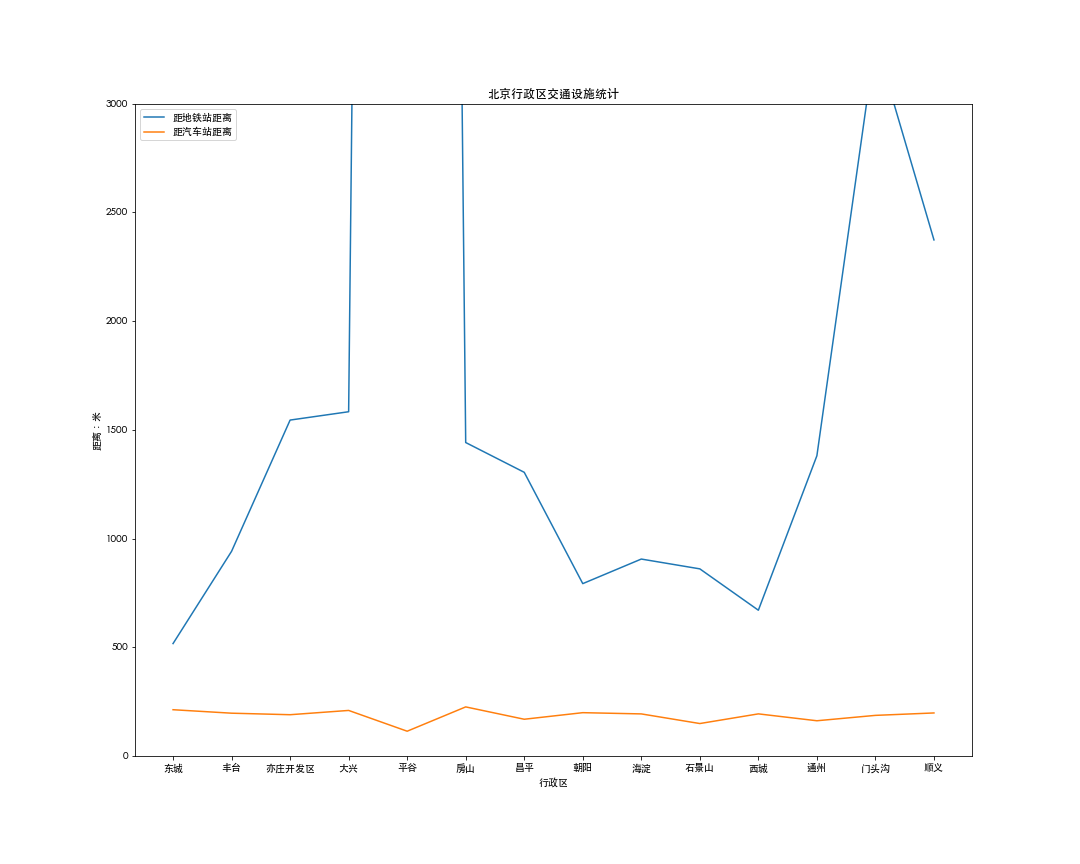 北京行政区交通设施统计
距地铁站距离
距汽车站距离
3000
2500
2000
1500
1000
500
0
距离：米
东城 丰台 亦庄开发区 大兴 平谷 房山 昌平 朝阳 海淀 石景山 西城 通州 门头沟 顺义
行政区